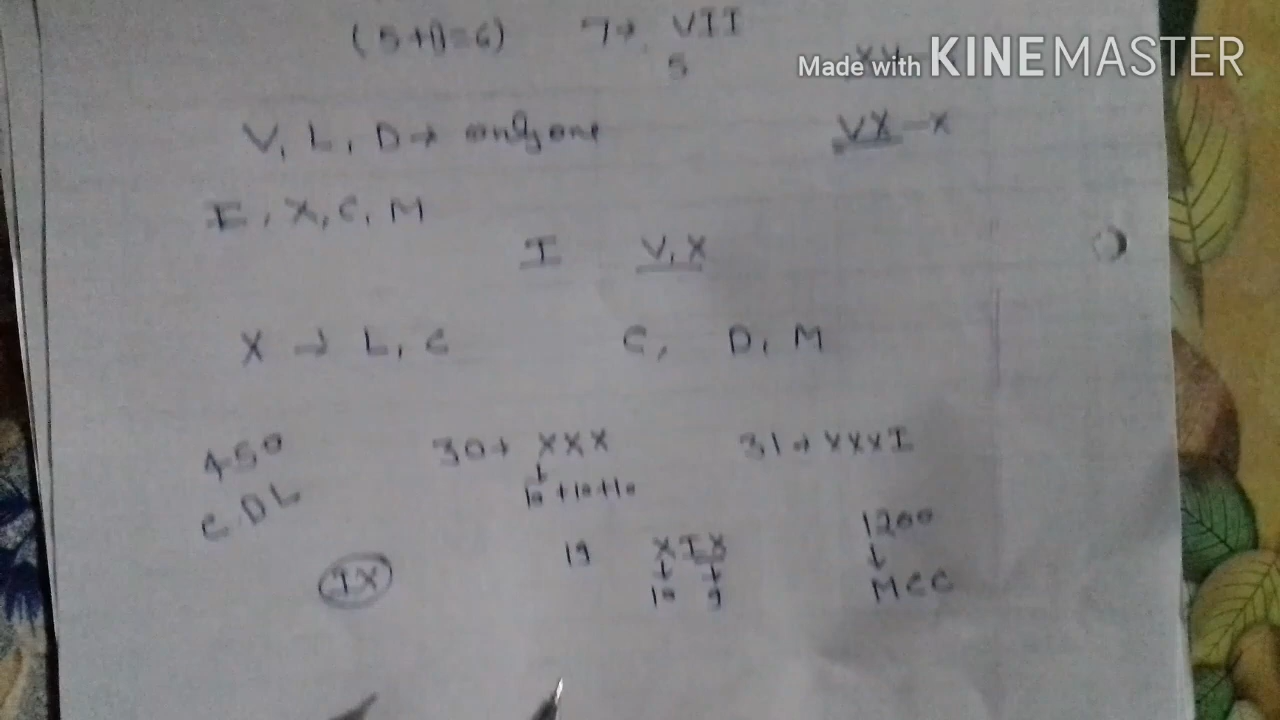 (5+1=6) 7→ VII
5
Made with KINEMASTER
V, L, D→ only one VX - X
I, X, C, M
I V, X
X → L, C C, D, M
450 30→ XXX 31→ XXXI
↓
10+10+10
CDL
1200
19 XIX ↓
IX ↓ ↓ MCC
10 9